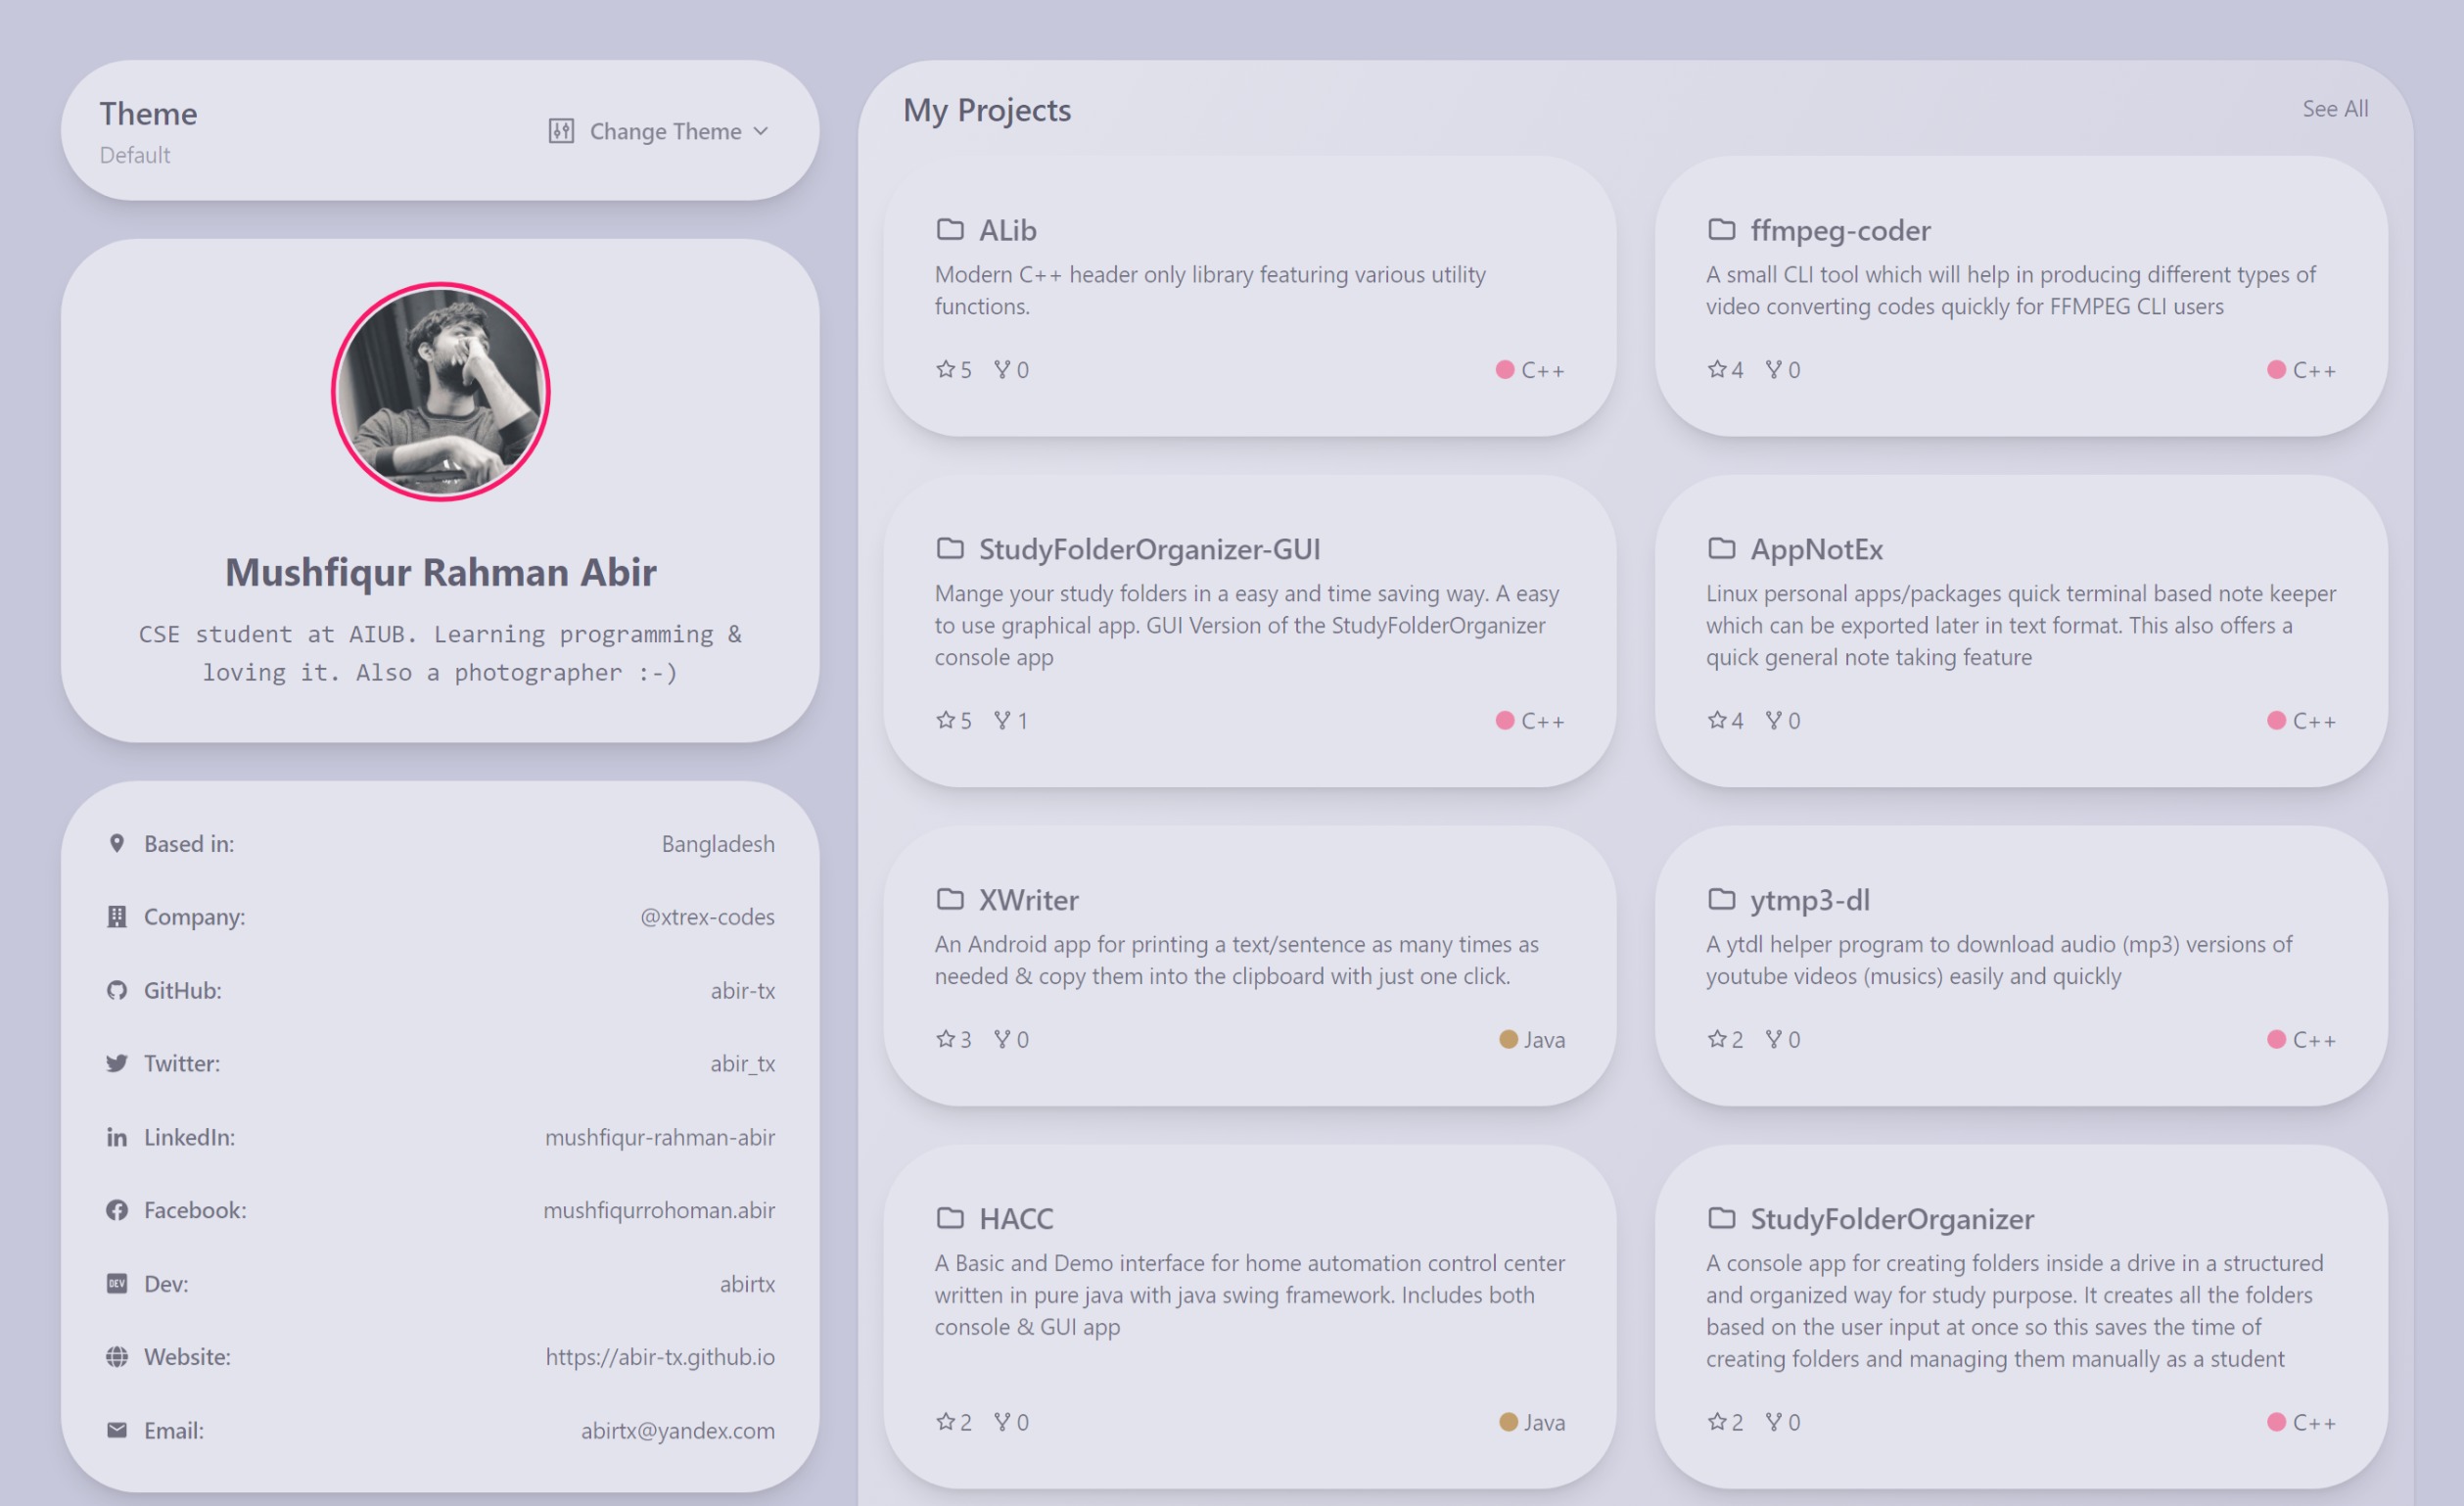 Theme
Default
Change Theme
Mushfiqur Rahman Abir
CSE student at AIUB. Learning programming &
loving it. Also a photographer :-)
Based in: Bangladesh
Company: @xtrex-codes
GitHub: abir-tx
Twitter: abir_tx
LinkedIn: mushfiqur-rahman-abir
Facebook: mushfiqurrohoman.abir
DEV Dev: abirtx
Website: https://abir-tx.github.io
Email: abirtx@yandex.com
My Projects
See All
ALib
Modern C++ header only library featuring various utility
functions.
5 0 C++
ffmpeg-coder
A small CLI tool which will help in producing different types of
video converting codes quickly for FFMPEG CLI users
4 0 C++
StudyFolderOrganizer-GUI
Mange your study folders in a easy and time saving way. A easy
to use graphical app. GUI Version of the StudyFolderOrganizer
console app
5 1 C++
AppNotEx
Linux personal apps/packages quick terminal based note keeper
which can be exported later in text format. This also offers a
quick general note taking feature
4 0 C++
XWriter
An Android app for printing a text/sentence as many times as
needed & copy them into the clipboard with just one click.
3 0 Java
ytmp3-dl
A ytdl helper program to download audio (mp3) versions of
youtube videos (musics) easily and quickly
2 0 C++
HACC
A Basic and Demo interface for home automation control center
written in pure java with java swing framework. Includes both
console & GUI app
2 0 Java
StudyFolderOrganizer
A console app for creating folders inside a drive in a structured
and organized way for study purpose. It creates all the folders
based on the user input at once so this saves the time of
creating folders and managing them manually as a student
2 0 C++